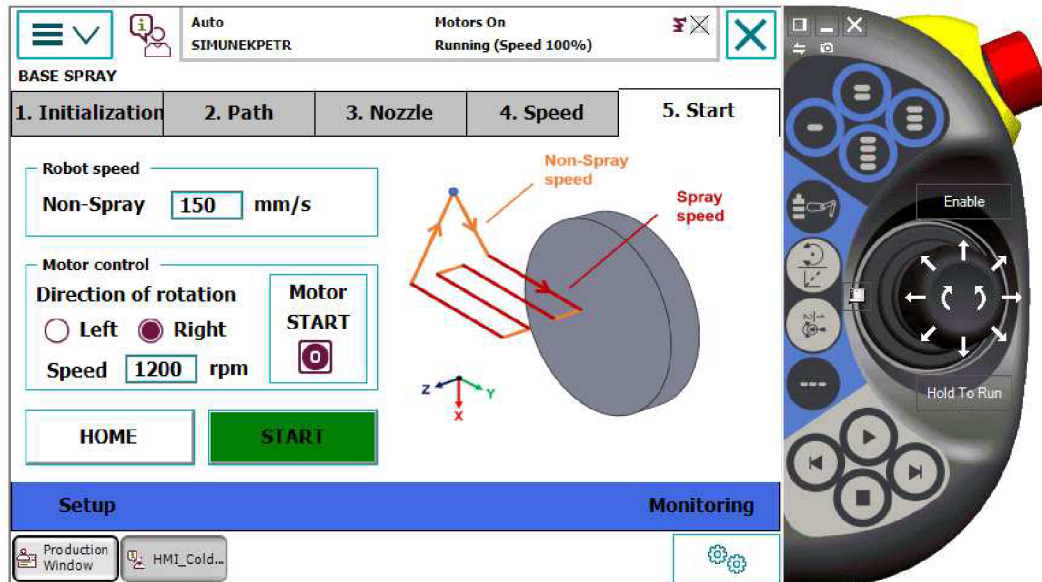 Auto
Motors On
SIMUNEKPETR
Running (Speed 100%)
BASE SPRAY
1. Initialization
2. Path
3. Nozzle
4. Speed
5. Start
Robot speed
Non-Spray 150 mm/s
Motor control
Direction of rotation
Left Right
Speed 1200 rpm
Motor
START
HOME
START
Non-Spray
speed
Spray
speed
Z
Y
X
Setup
Monitoring
Production
Window
HMI_Cold...
Enable
Hold To Run